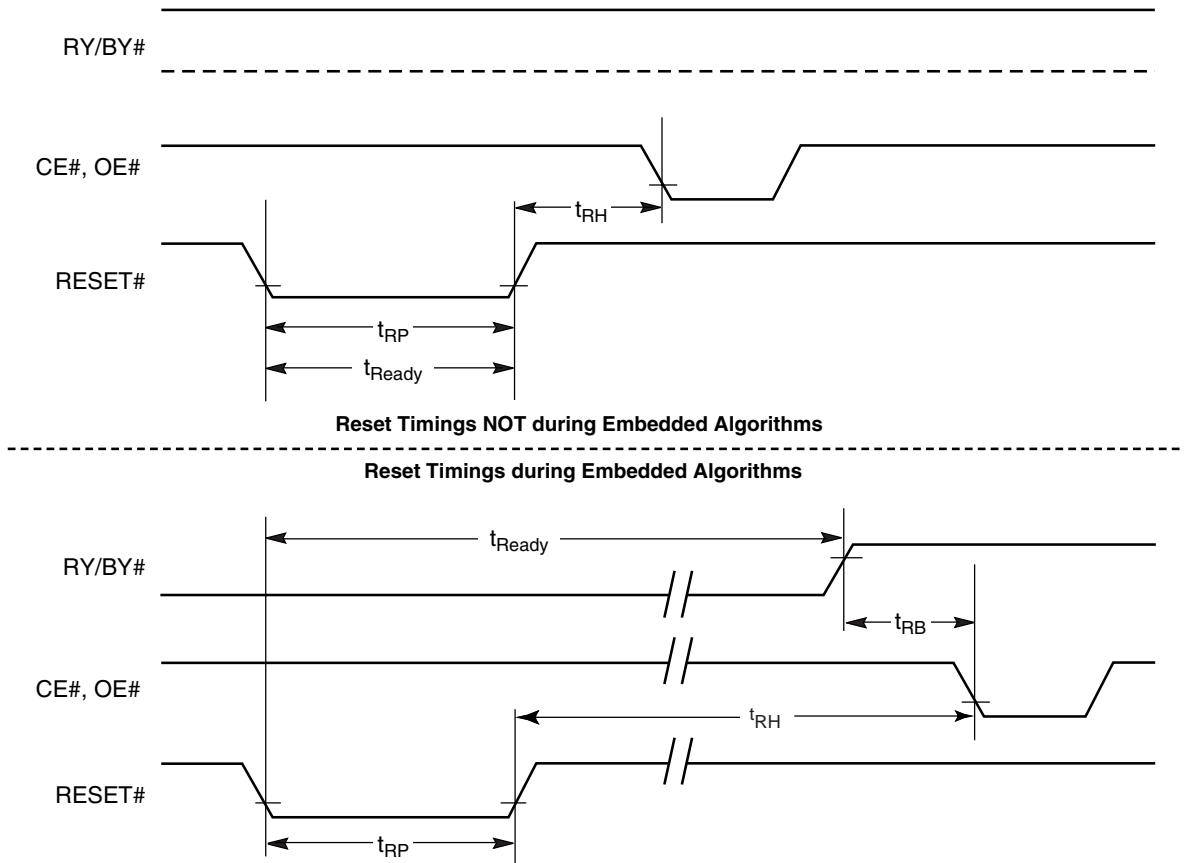 RY/BY#
CE#, OE#
tRH
RESET#
tRP
tReady
Reset Timings NOT during Embedded Algorithms
Reset Timings during Embedded Algorithms
tReady
RY/BY#
tRB
CE#, OE#
tRH
RESET#
tRP